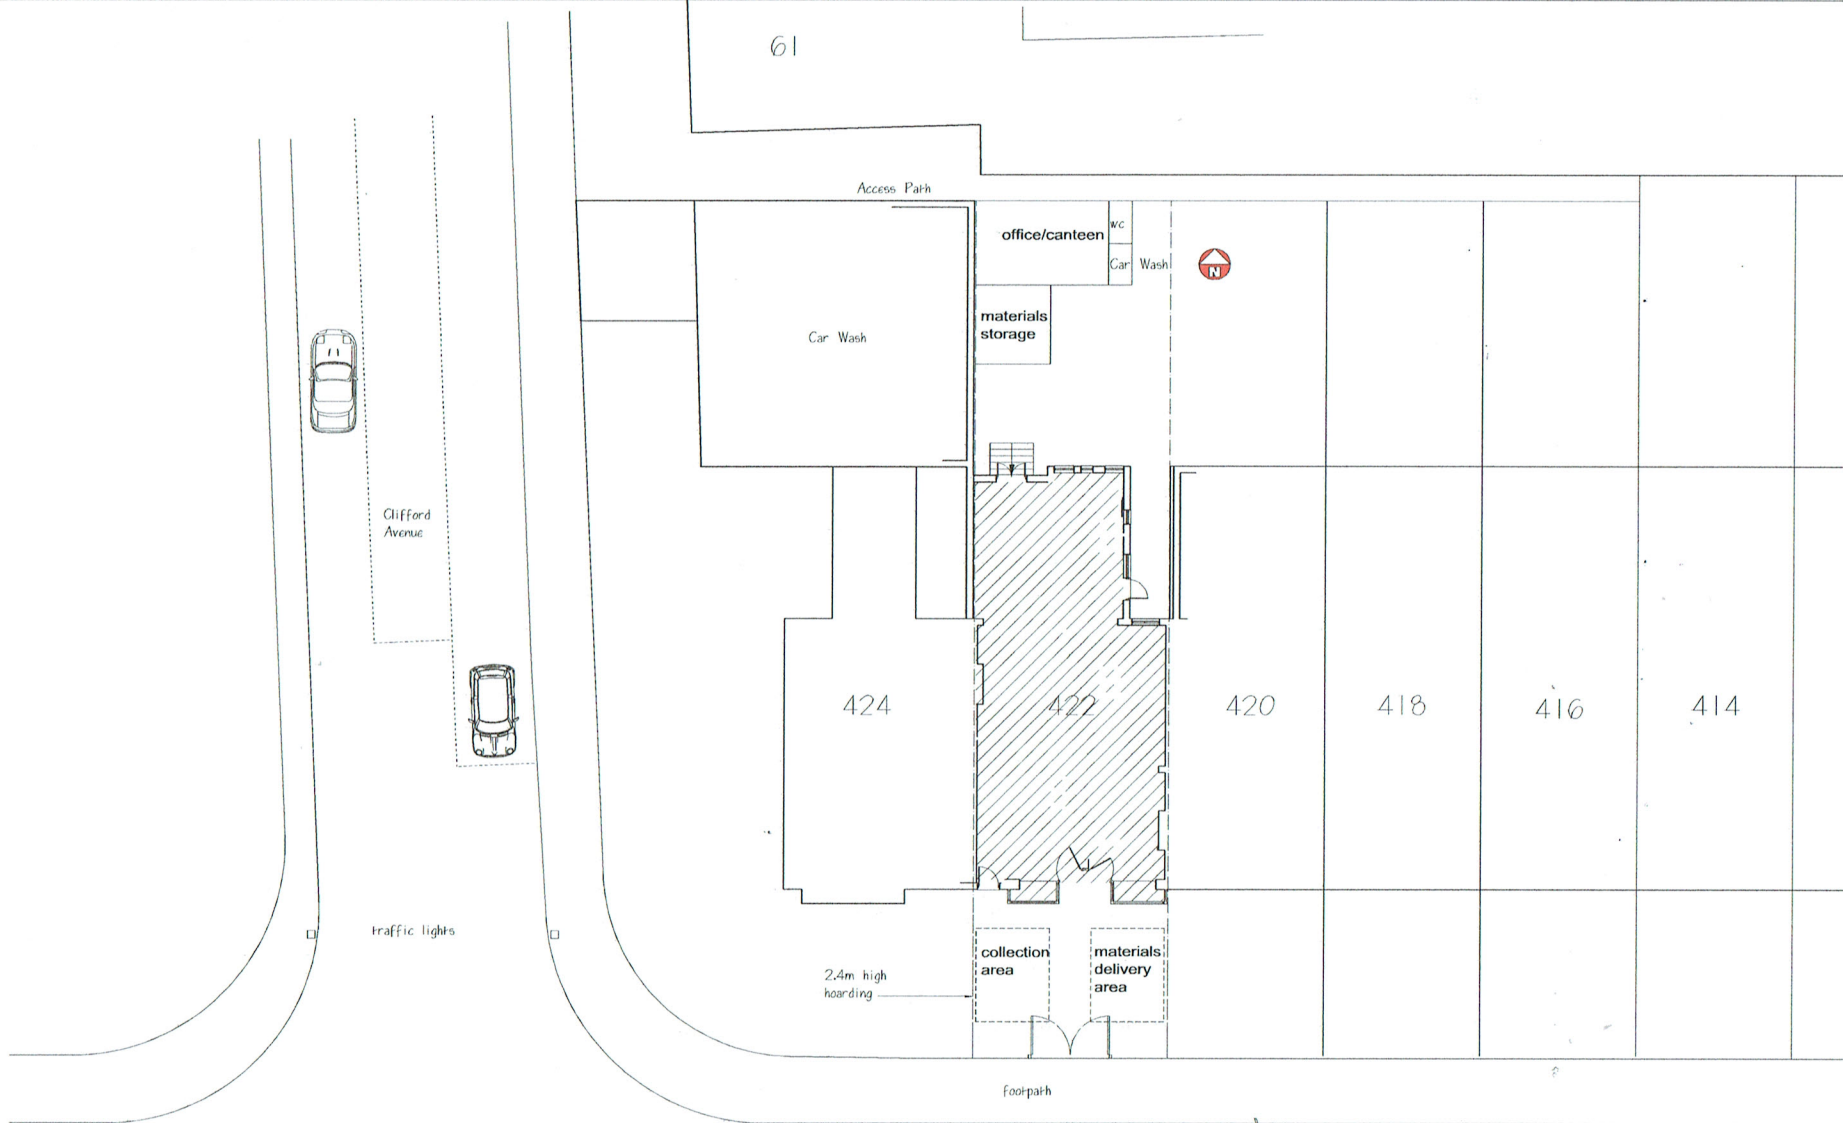 61
Access Path
office/canteen
WC
Car Wash
N
materials
storage
Car Wash
Clifford
Avenue
424
422
420
418
416
414
traffic lights
collection
area
materials
delivery
area
2.4m high
hoarding
footpath